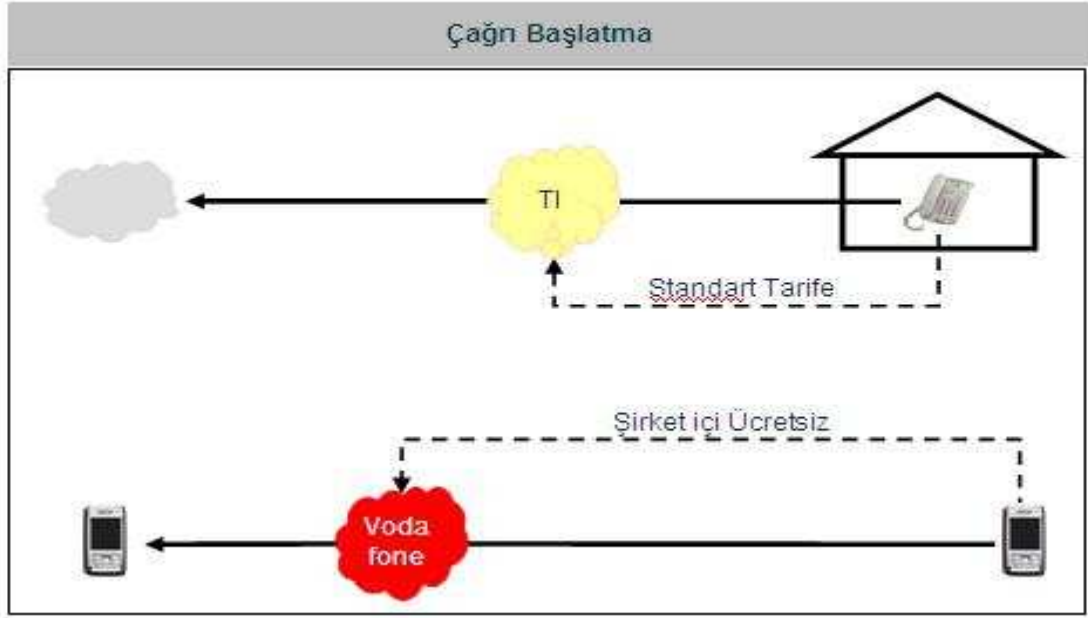 Çağrı Başlatma
TI
Standart Tarife
Şirket içi Ücretsiz
Voda
fone